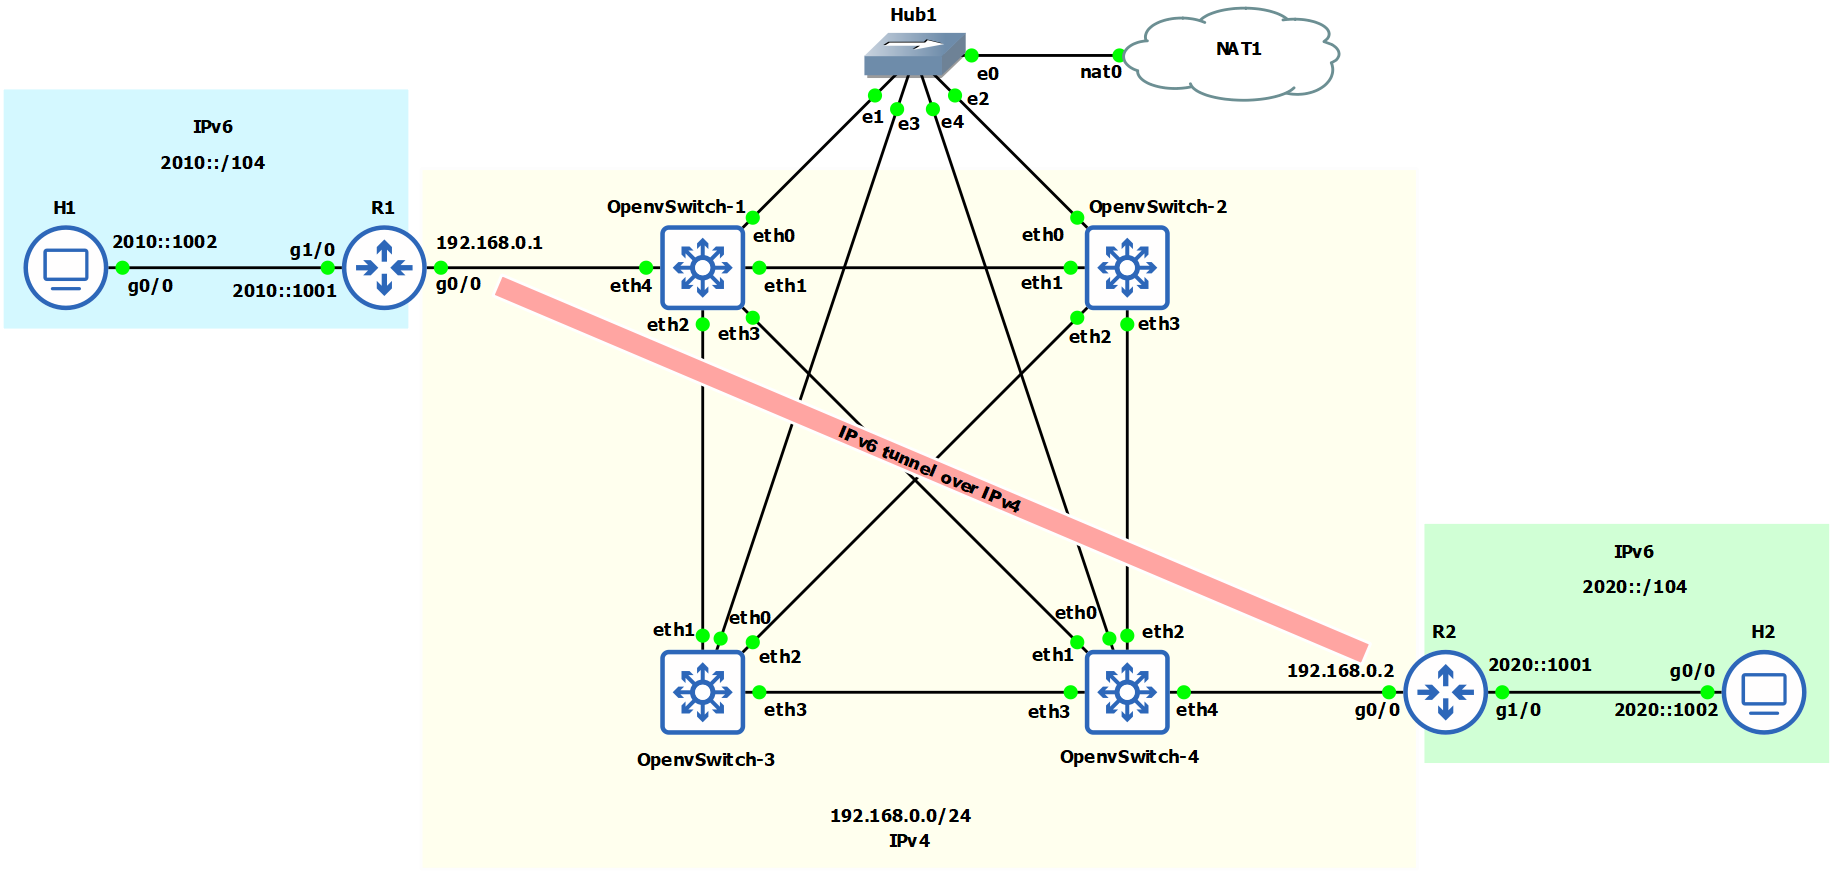 Hub1
NAT1
e0
nat0
e1
e3
e4
e2
IPv6
2010::/104
H1
R1
2010::1002
g1/0
g0/0
2010::1001
192.168.0.1
g0/0
OpenvSwitch-1
OpenvSwitch-2
eth0
eth0
eth4
eth1
eth1
eth2
eth3
eth2
eth3
IPv6 tunnel over IPv4
IPv6
2020::/104
eth1
eth0
eth2
eth0
eth1
eth2
R2
H2
192.168.0.2
2020::1001
g0/0
eth3
eth3
eth4
g0/0
g1/0
2020::1002
OpenvSwitch-3
OpenvSwitch-4
192.168.0.0/24
IPv4